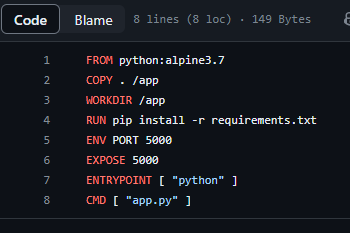 Code Blame 8 lines (8 loc) · 149 Bytes
1 FROM python:alpine3.7
2 COPY . /app
3 WORKDIR /app
4 RUN pip install -r requirements.txt
5 ENV PORT 5000
6 EXPOSE 5000
7 ENTRYPOINT [ "python" ]
8 CMD [ "app.py" ]